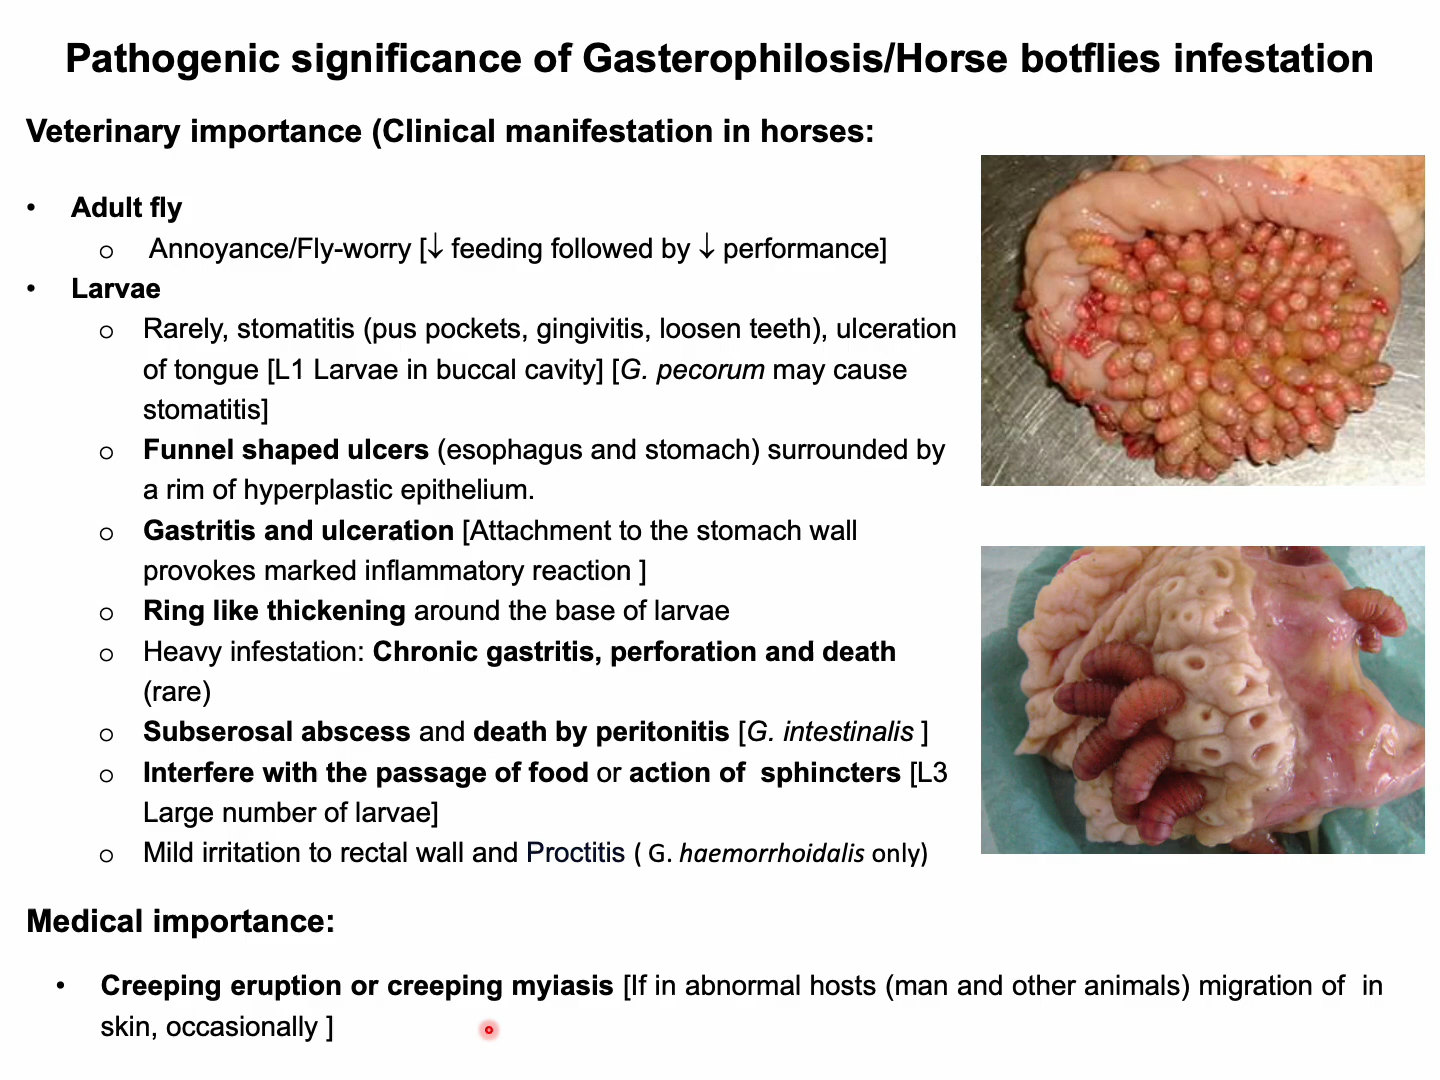 Pathogenic significance of Gasterophilosis/Horse botflies infestation
Veterinary importance (Clinical manifestation in horses:
• Adult fly
o Annoyance/Fly-worry [↓ feeding followed by ↓ performance]
• Larvae
o Rarely, stomatitis (pus pockets, gingivitis, loosen teeth), ulceration
of tongue [L1 Larvae in buccal cavity] [G. pecorum may cause
stomatitis]
o Funnel shaped ulcers (esophagus and stomach) surrounded by
a rim of hyperplastic epithelium.
o Gastritis and ulceration [Attachment to the stomach wall
provokes marked inflammatory reaction ]
o Ring like thickening around the base of larvae
o Heavy infestation: Chronic gastritis, perforation and death
(rare)
o Subserosal abscess and death by peritonitis [G. intestinalis ]
o Interfere with the passage of food or action of sphincters [L3
Large number of larvae]
o Mild irritation to rectal wall and Proctitis ( G. haemorrhoidalis only)
Medical importance:
• Creeping eruption or creeping myiasis [If in abnormal hosts (man and other animals) migration of in
skin, occasionally ]